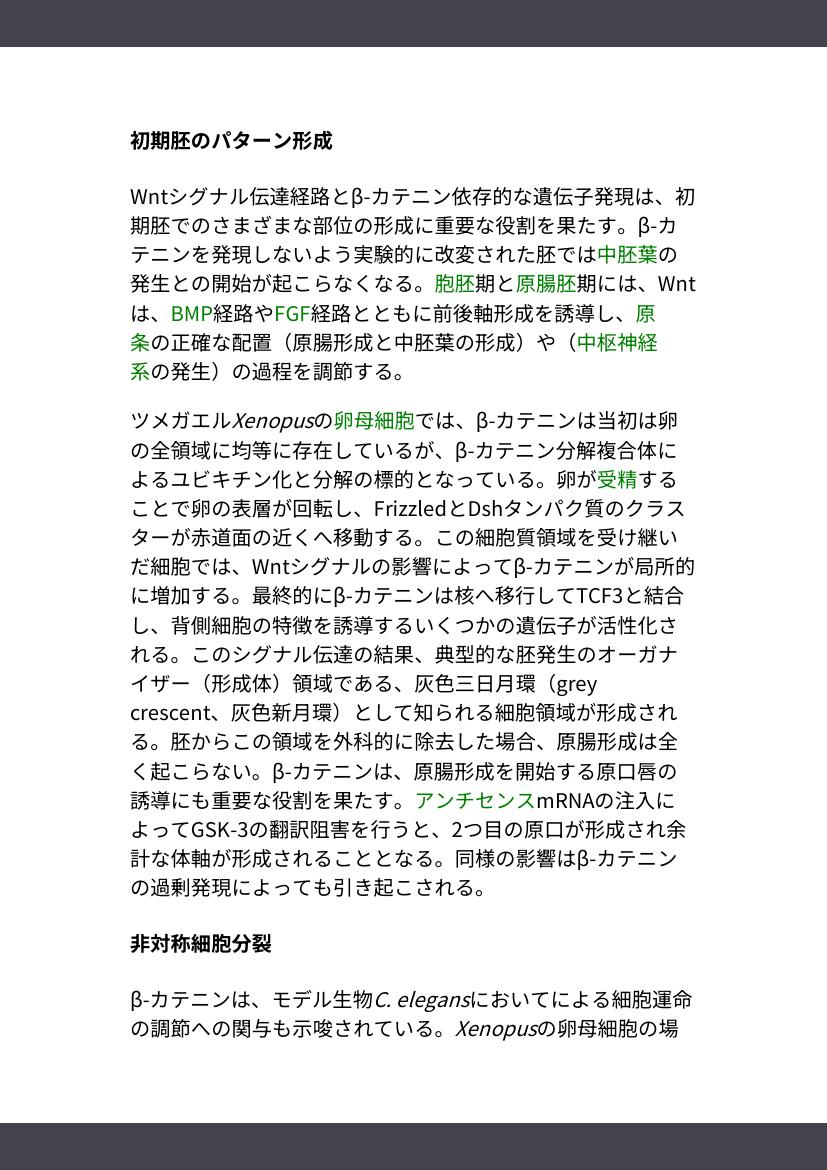 初期胚のパターン形成
Wntシグナル伝達経路とβ-カテニン依存的な遺伝子発現は、初
期胚でのさまざまな部位の形成に重要な役割を果たす。β-カ
テニンを発現しないよう実験的に改変された胚では中胚葉の
発生との開始が起こらなくなる。胞胚期と原腸胚期には、Wnt
は、BMP経路やFGF経路とともに前後軸形成を誘導し、原
条の正確な配置（原腸形成と中胚葉の形成）や（中枢神経
系の発生）の過程を調節する。
ツメガエルXenopusの卵母細胞では、β-カテニンは当初は卵
の全領域に均等に存在しているが、β-カテニン分解複合体に
よるユビキチン化と分解の標的となっている。卵が受精する
ことで卵の表層が回転し、FrizzledとDshタンパク質のクラス
ターが赤道面の近くへ移動する。この細胞質領域を受け継い
だ細胞では、Wntシグナルの影響によってβ-カテニンが局所的
に増加する。最終的にβ-カテニンは核へ移行してTCF3と結合
し、背側細胞の特徴を誘導するいくつかの遺伝子が活性化さ
れる。このシグナル伝達の結果、典型的な胚発生のオーガナ
イザー（形成体）領域である、灰色三日月環（grey
crescent、灰色新月環）として知られる細胞領域が形成され
る。胚からこの領域を外科的に除去した場合、原腸形成は全
く起こらない。β-カテニンは、原腸形成を開始する原口唇の
誘導にも重要な役割を果たす。アンチセンスmRNAの注入に
よってGSK-3の翻訳阻害を行うと、2つ目の原口が形成され余
計な体軸が形成されることとなる。同様の影響はβ-カテニン
の過剰発現によっても引き起こされる。
非対称細胞分裂
β-カテニンは、モデル生物C. elegansにおいてによる細胞運命
の調節への関与も示唆されている。Xenopusの卵母細胞の場